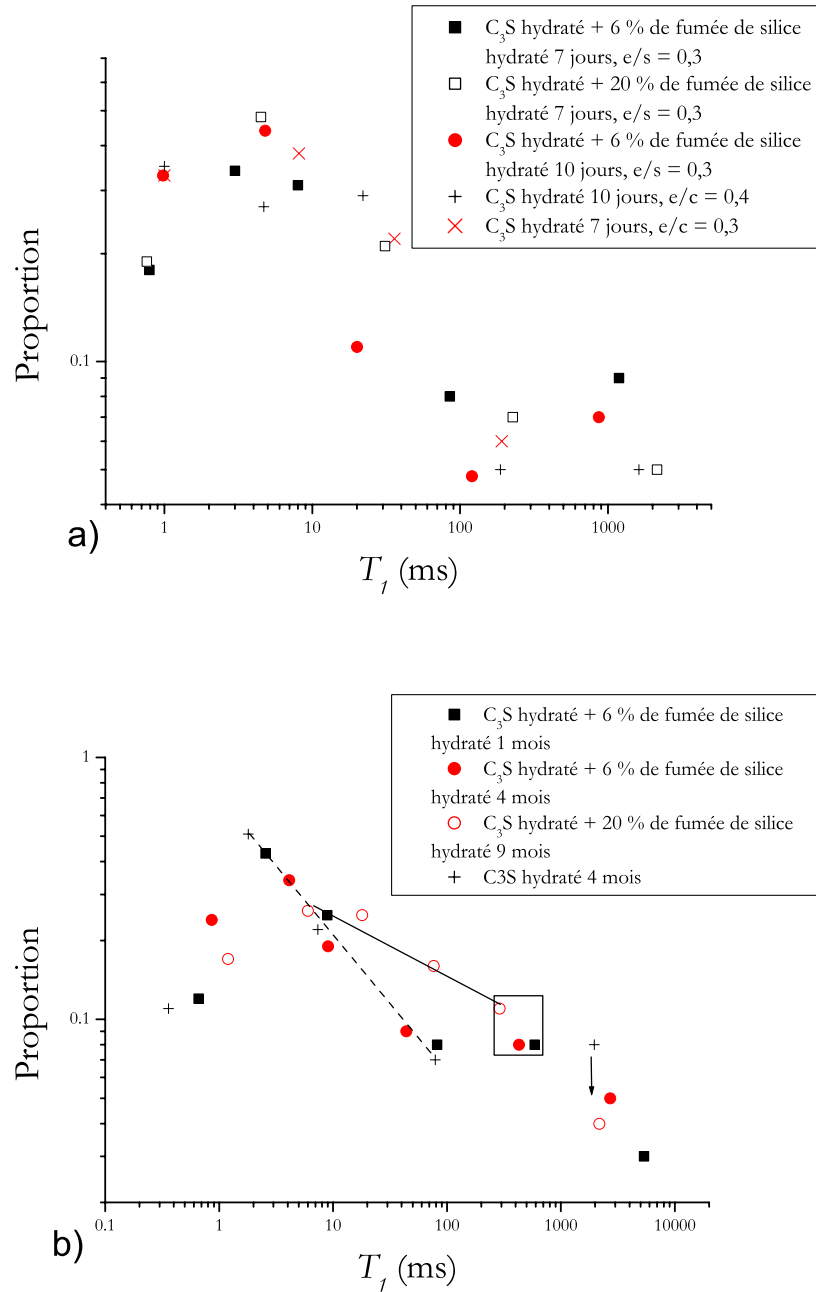 C3S hydraté + 6 % de fumée de silice
hydraté 7 jours, e/s = 0,3
C3S hydraté + 20 % de fumée de silice
hydraté 7 jours, e/s = 0,3
C3S hydraté + 6 % de fumée de silice
hydraté 10 jours, e/s = 0,3
C3S hydraté 10 jours, e/c = 0,4
C3S hydraté 7 jours, e/c = 0,3
Proportion
0.1
1 10 100 1000
a)
T1 (ms)
C3S hydraté + 6 % de fumée de silice
hydraté 1 mois
C3S hydraté + 6 % de fumée de silice
hydraté 4 mois
C3S hydraté + 20 % de fumée de silice
hydraté 9 mois
C3S hydraté 4 mois
Proportion
1
0.1
0.1 1 10 100 1000 10000
b)
T1 (ms)